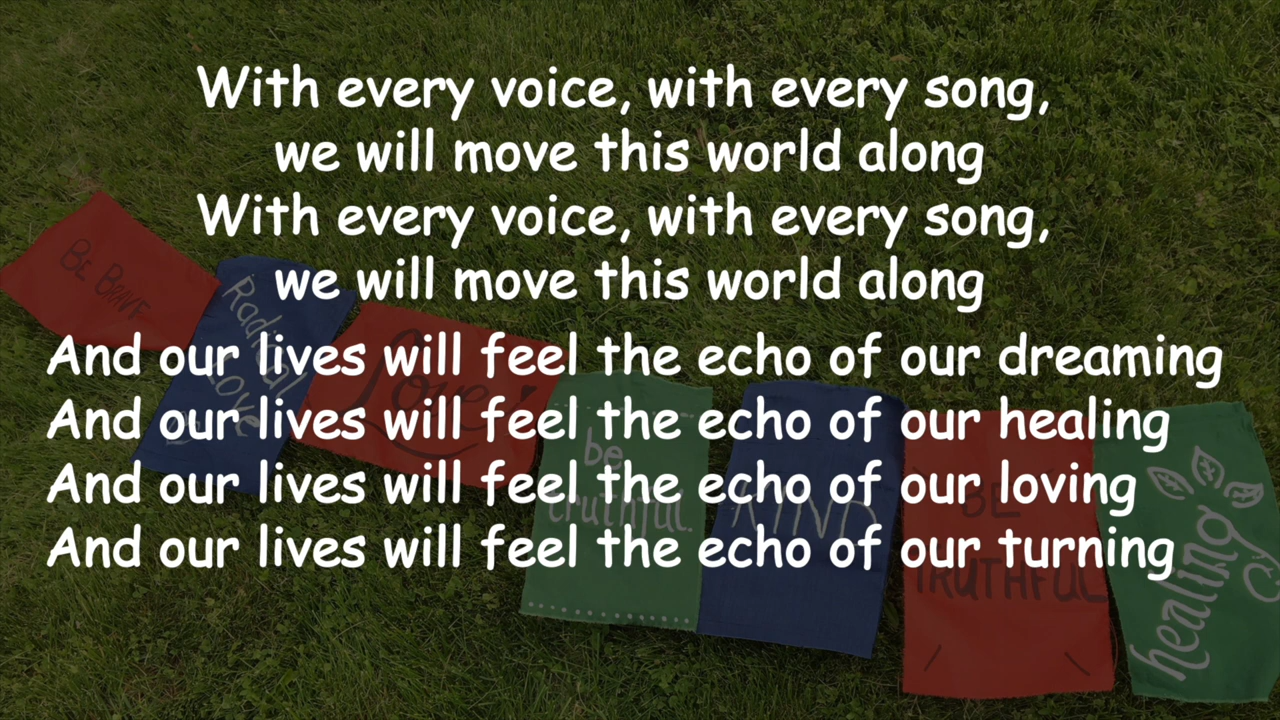 With every voice, with every song,
we will move this world along
With every voice, with every song,
we will move this world along
And our lives will feel the echo of our dreaming
And our lives will feel the echo of our healing
And our lives will feel the echo of our loving
And our lives will feel the echo of our turning
BE BRAVE
Radical
LOVE
Love
be
truthful.
KIND
BE
TRUTHFUL
healing